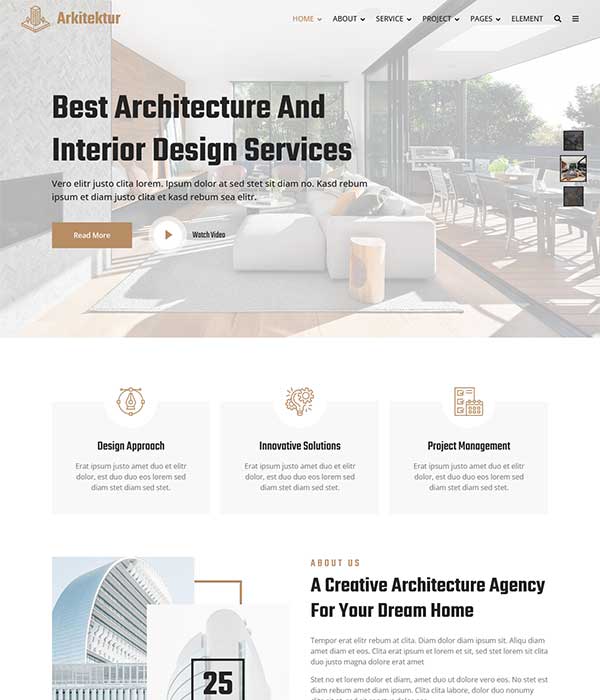 Arkitektur
HOME ABOUT SERVICE PROJECT PAGES ELEMENT
Best Architecture And
Interior Design Services
Vero elitr justo clita lorem. Ipsum dolor at sed stet sit diam no. Kasd rebum
ipsum et diam justo clita et kasd rebum sea elitr.
Read More
Watch Video
Design Approach
Erat ipsum justo amet duo et elitr
dolor, est duo duo eos lorem sed
diam stet diam sed stet.
Innovative Solutions
Erat ipsum justo amet duo et elitr
dolor, est duo duo eos lorem sed
diam stet diam sed stet.
Project Management
Erat ipsum justo amet duo et elitr
dolor, est duo duo eos lorem sed
diam stet diam sed stet.
ABOUT US
A Creative Architecture Agency
For Your Dream Home
Tempor erat elitr rebum at clita. Diam dolor diam ipsum sit. Aliqu diam
amet diam et eos. Clita erat ipsum et lorem et sit, sed stet lorem sit clita
duo justo magna dolore erat amet
Stet no et lorem dolor et diam, amet duo ut dolore vero eos. No stet est
diam rebum amet diam ipsum. Clita clita labore, dolor duo nonumy
25